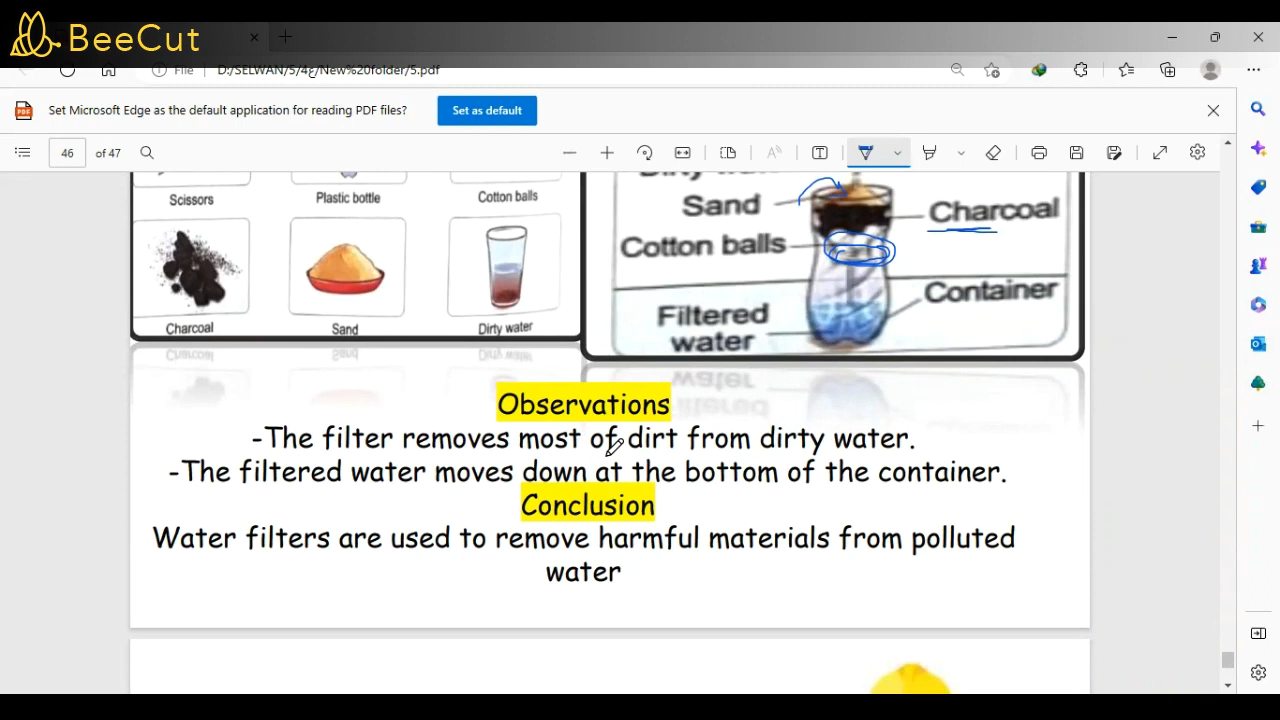 BeeCut
File D:/SELWAN/5/4ع/New%20folder/5.pdf
Set Microsoft Edge as the default application for reading PDF files? Set as default
46 of 47
Scissors Plastic bottle Cotton balls
Charcoal Sand Dirty water
Sand
Charcoal
Cotton balls
Container
Filtered
water
Observations
-The filter removes most of dirt from dirty water.
-The filtered water moves down at the bottom of the container.
Conclusion
Water filters are used to remove harmful materials from polluted
water